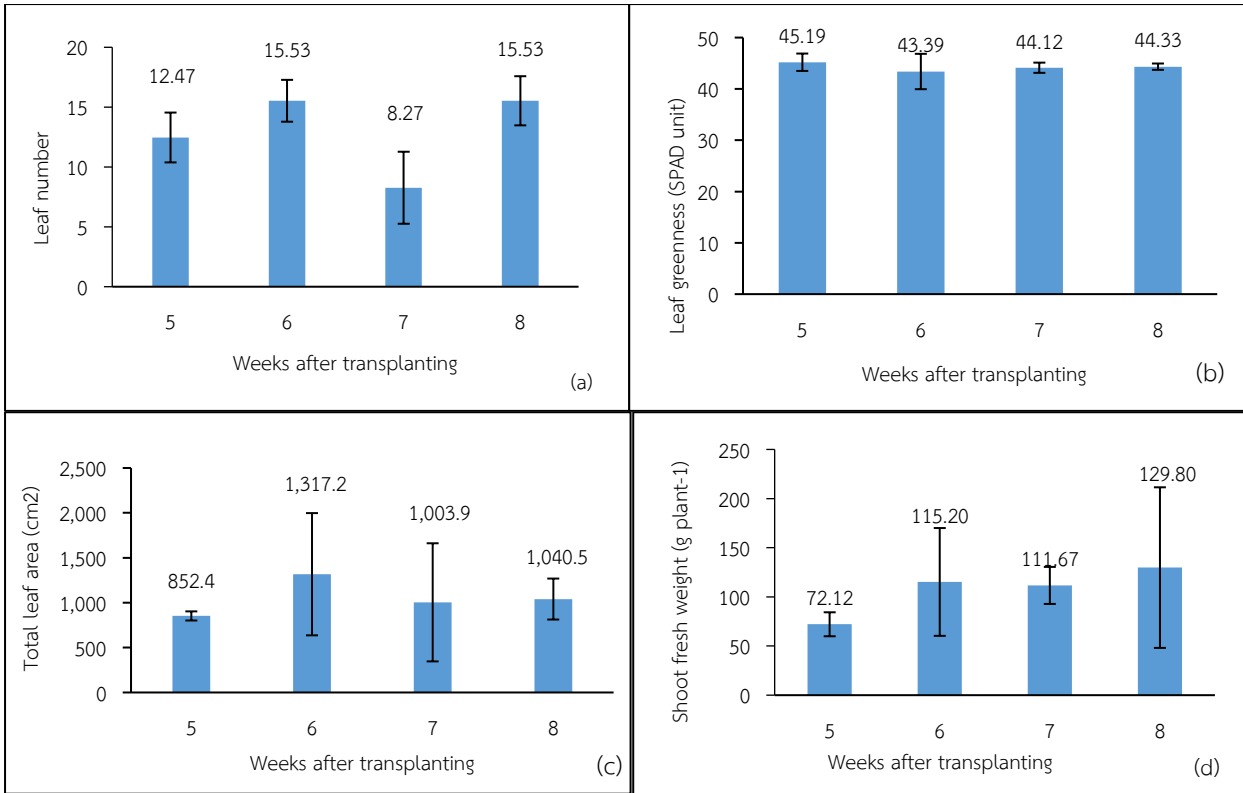 Leaf number
20
15
10
5
0
12.47
15.53
8.27
15.53
5 6 7 8
Weeks after transplanting
(a)
Leaf greenness (SPAD unit)
50
40
30
20
10
0
45.19
43.39
44.12
44.33
5 6 7 8
Weeks after transplanting
(b)
Total leaf area (cm2)
2,500
2,000
1,500
1,000
500
0
852.4
1,317.2
1,003.9
1,040.5
5 6 7 8
Weeks after transplanting
(c)
Shoot fresh weight (g plant-1)
250
200
150
100
50
0
72.12
115.20
111.67
129.80
5 6 7 8
Weeks after transplanting
(d)